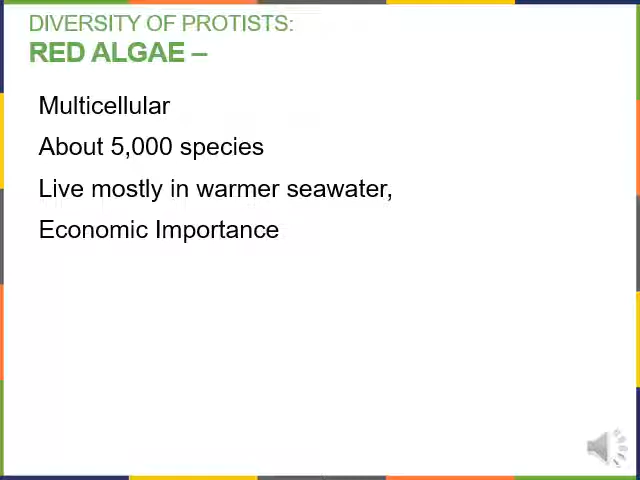 DIVERSITY OF PROTISTS:
RED ALGAE –
Multicellular
About 5,000 species
Live mostly in warmer seawater,
Economic Importance